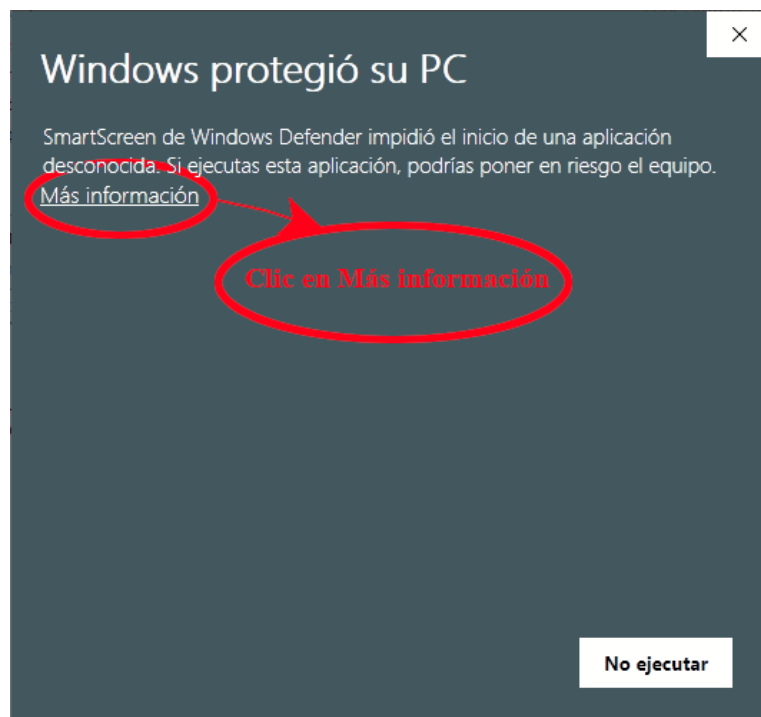 Windows protegió su PC
SmartScreen de Windows Defender impidió el inicio de una aplicación
desconocida. Si ejecutas esta aplicación, podrías poner en riesgo el equipo.
Más información
Clic en Más información
No ejecutar